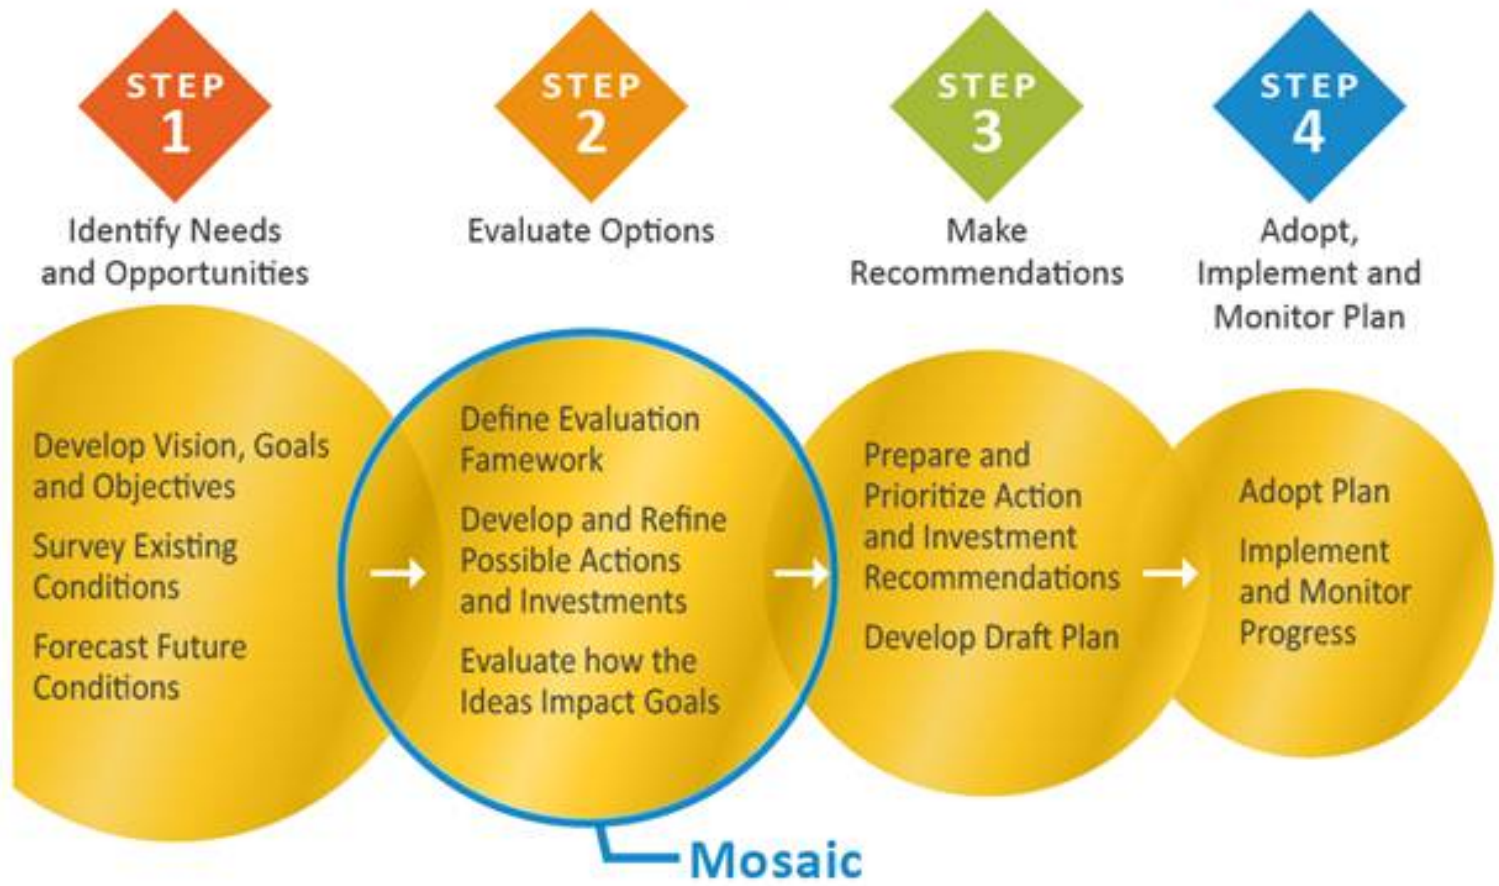 STEP
1
Identify Needs
and Opportunities
STEP
2
Evaluate Options
STEP
3
Make
Recommendations
STEP
4
Adopt,
Implement and
Monitor Plan
Develop Vision, Goals
and Objectives
Survey Existing
Conditions
Forecast Future
Conditions
Define Evaluation
Famework
Develop and Refine
Possible Actions
and Investments
Evaluate how the
Ideas Impact Goals
Prepare and
Prioritize Action
and Investment
Recommendations
Develop Draft Plan
Adopt Plan
Implement
and Monitor
Progress
Mosaic